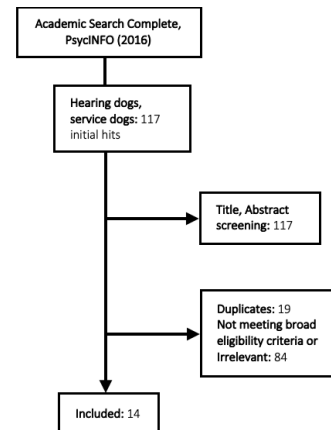 Academic Search Complete,
PsycINFO (2016)
Hearing dogs,
service dogs: 117
initial hits
Title, Abstract
screening: 117
Duplicates: 19
Not meeting broad
eligibility criteria or
Irrelevant: 84
Included: 14